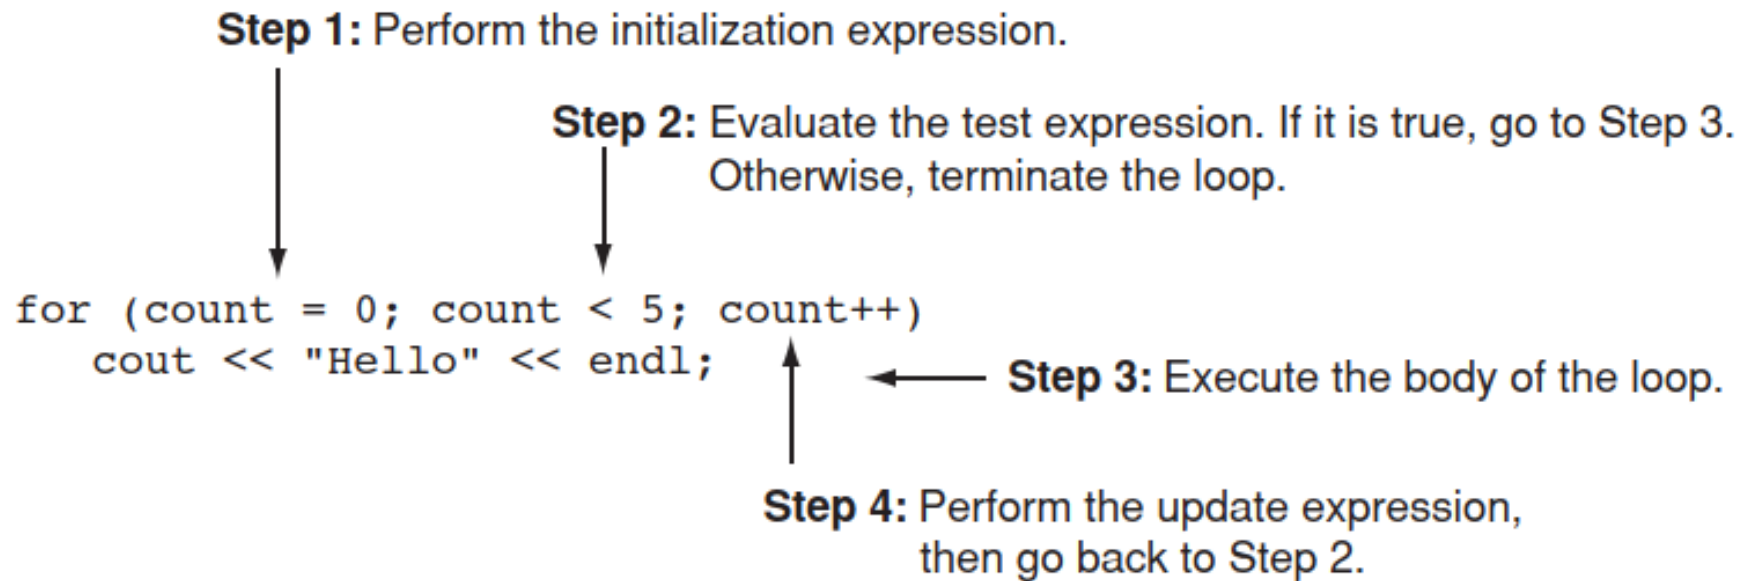 Step 1: Perform the initialization expression.
Step 2: Evaluate the test expression. If it is true, go to Step 3.
Otherwise, terminate the loop.
for (count = 0; count < 5; count++)
cout << "Hello" << endl;
Step 3: Execute the body of the loop.
Step 4: Perform the update expression,
then go back to Step 2.